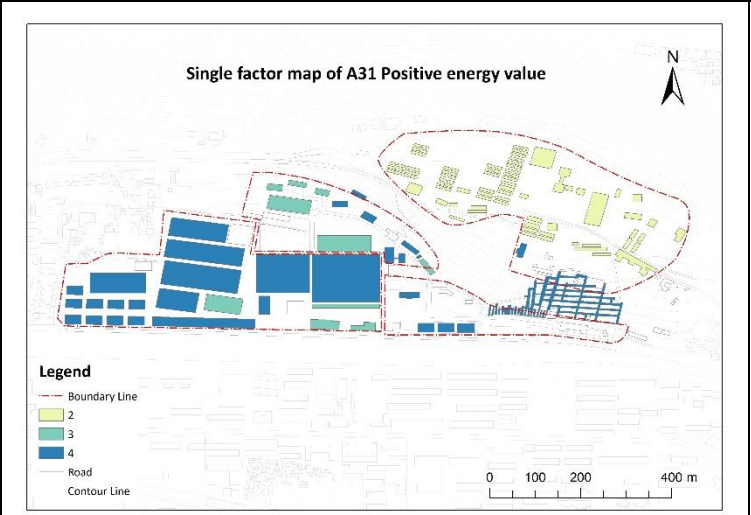 N
Single factor map of A31 Positive energy value
Legend
Boundary Line
2
3
4
Road
Contour Line
0 100 200 400 m